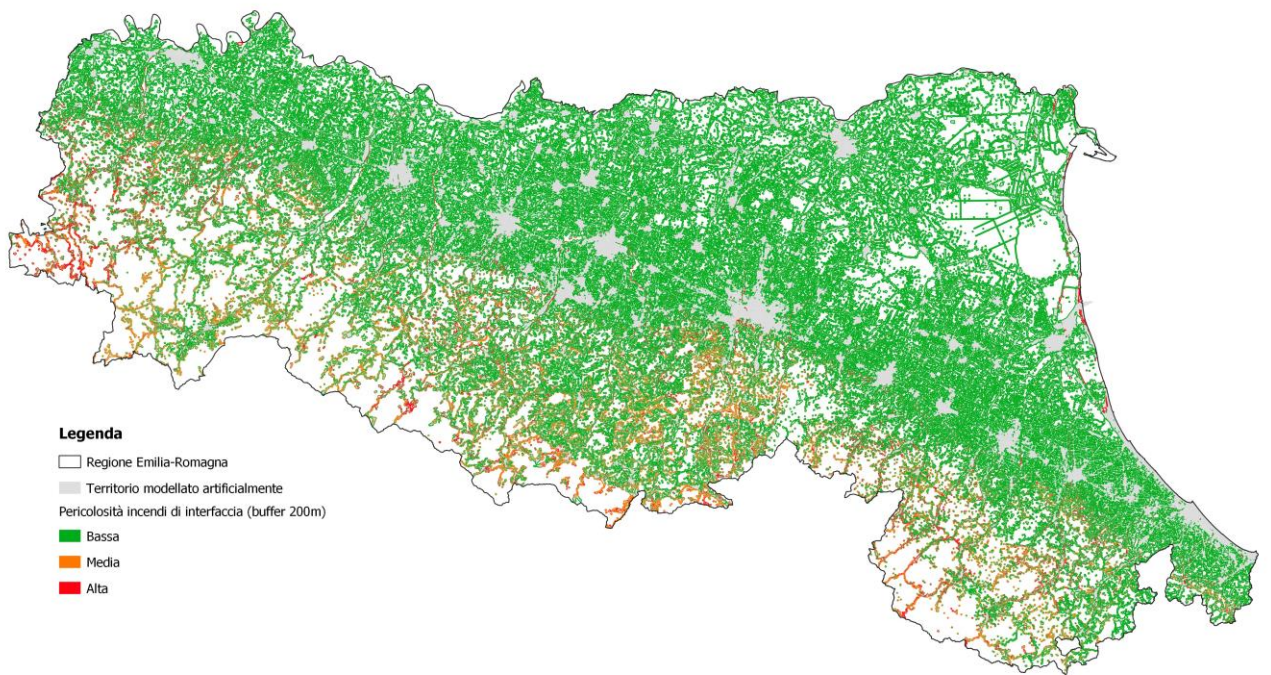 Legenda
Regione Emilia-Romagna
Territorio modellato artificialmente
Pericolosità incendi di interfaccia (buffer 200m)
Bassa
Media
Alta